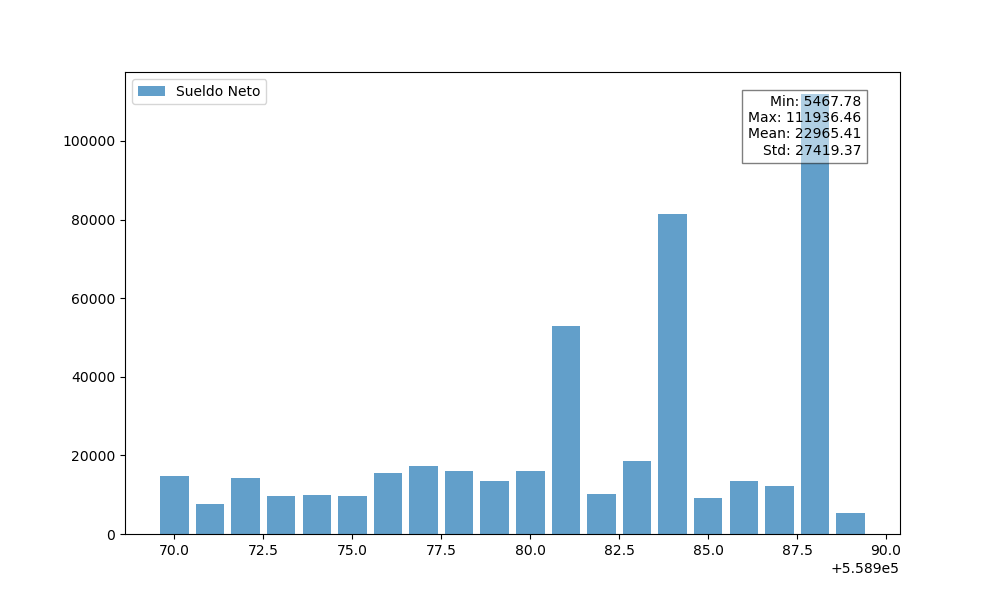 Sueldo Neto
Min: 5467.78
Max: 111936.46
Mean: 22965.41
Std: 27419.37
100000
80000
60000
40000
20000
0
70.0 72.5 75.0 77.5 80.0 82.5 85.0 87.5 90.0
+5.589e5